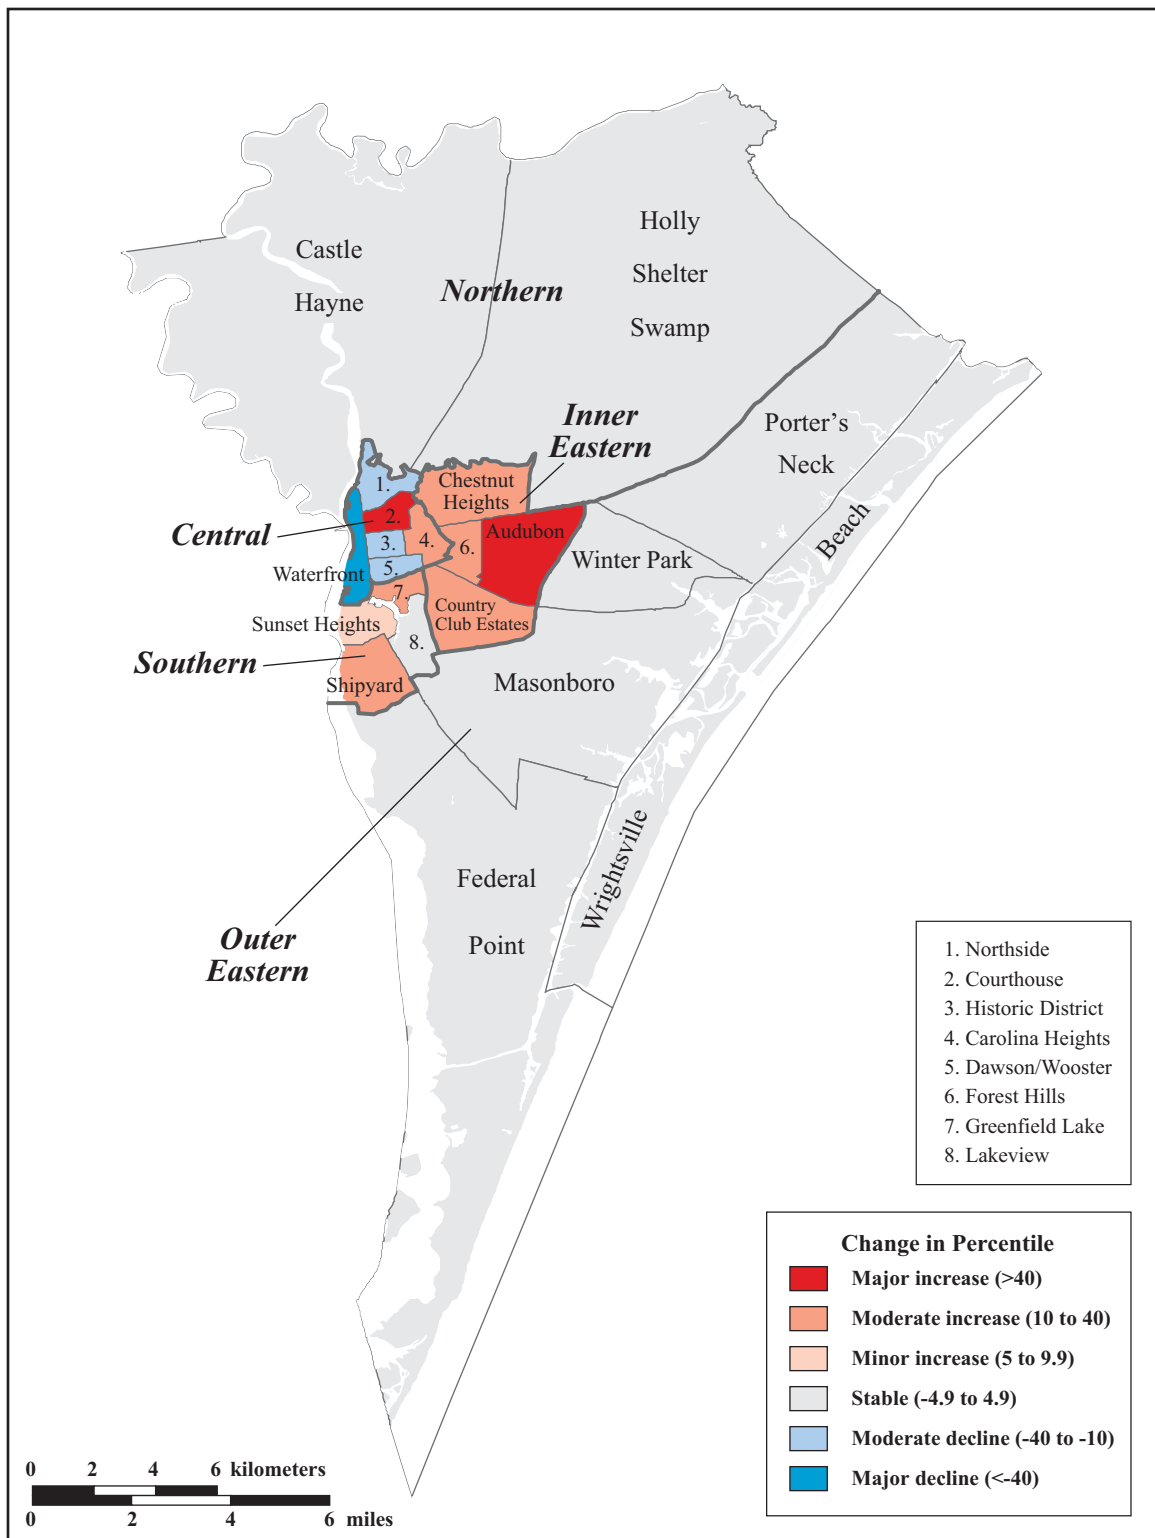 Castle
Hayne
Northern
Holly
Shelter
Swamp
Inner
Eastern
Porter’s
Neck
Beach
1.
Chestnut
Heights
2.
Central
3.
4.
6.
Audubon
Winter Park
5.
Waterfront
7.
Country
Club Estates
Sunset Heights
8.
Southern
Shipyard
Masonboro
Wrightsville
Federal
Point
Outer
Eastern
1. Northside
2. Courthouse
3. Historic District
4. Carolina Heights
5. Dawson/Wooster
6. Forest Hills
7. Greenfield Lake
8. Lakeview
Change in Percentile
Major increase (>40)
Moderate increase (10 to 40)
Minor increase (5 to 9.9)
Stable (-4.9 to 4.9)
Moderate decline (-40 to -10)
Major decline (<-40)
0 2 4 6 kilometers
0 2 4 6 miles